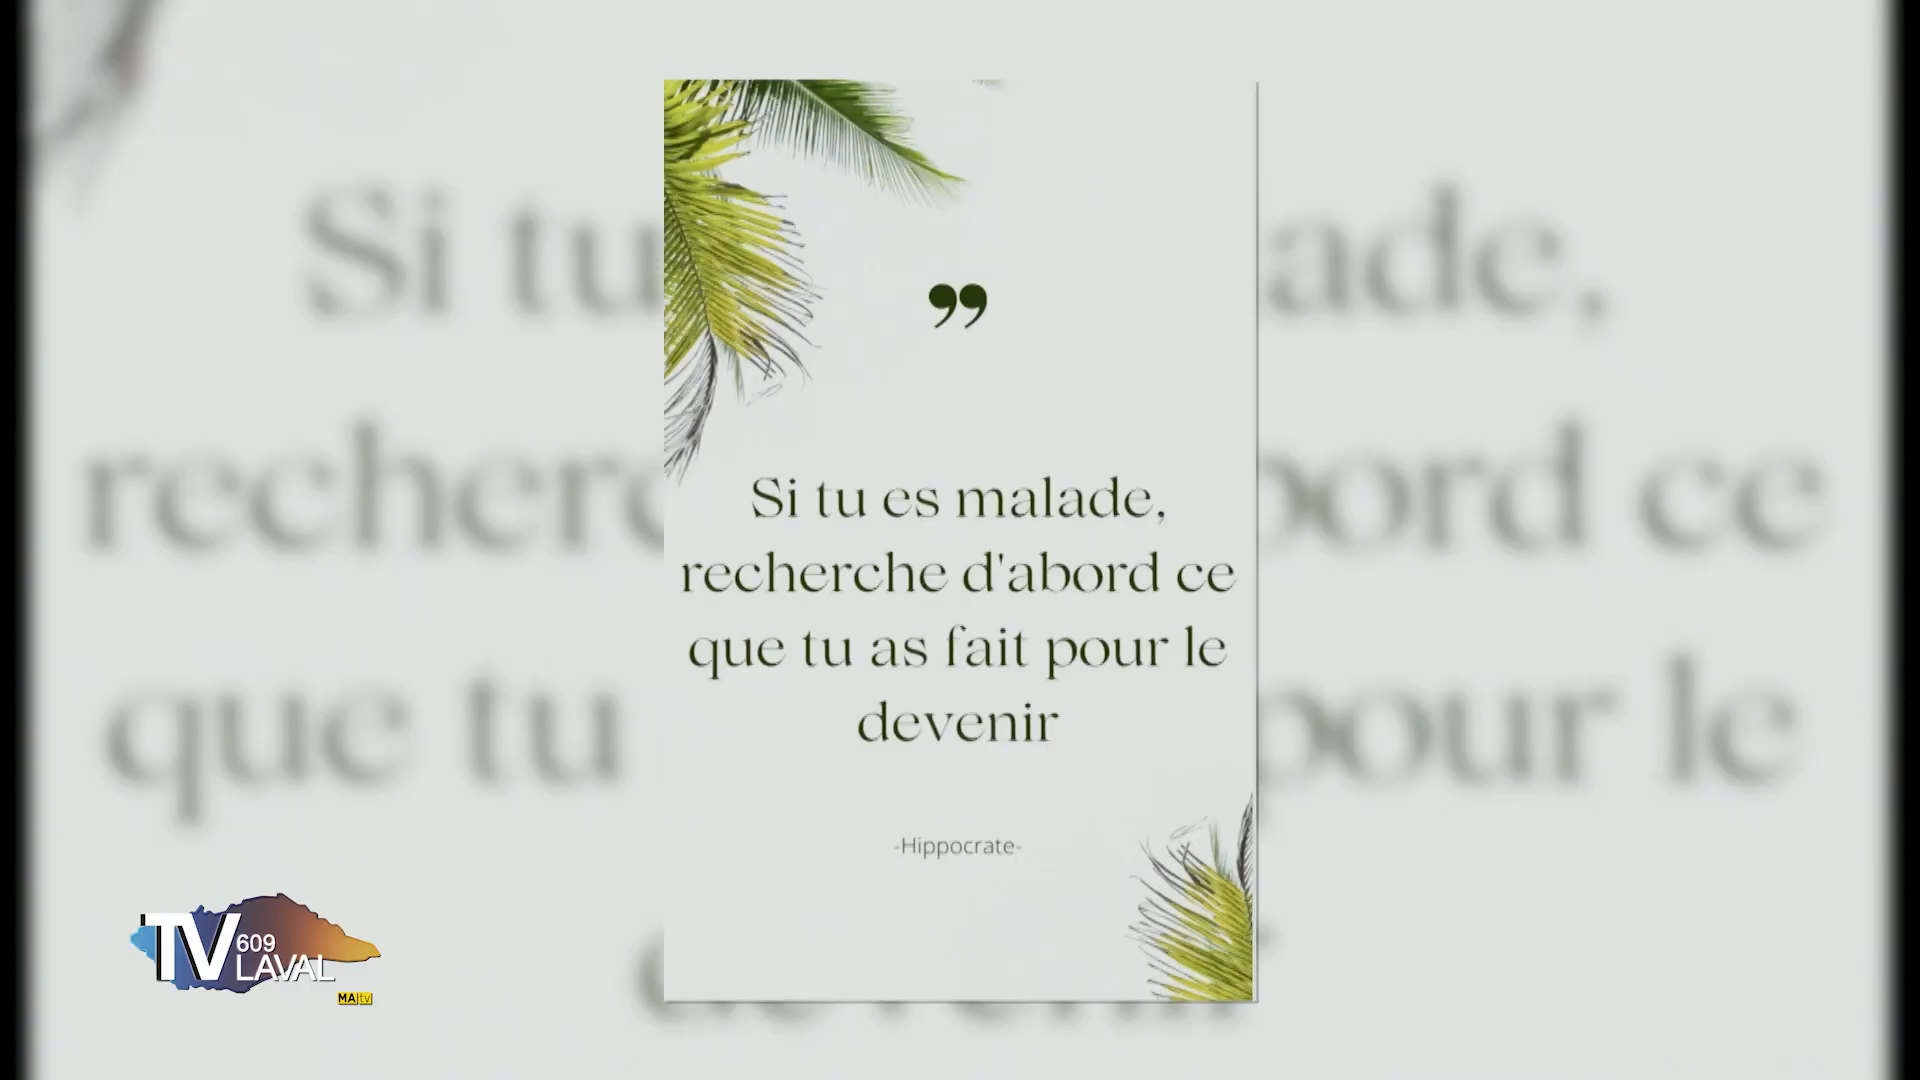 ”
Si tu es malade,
recherche d'abord ce
que tu as fait pour le
devenir
-Hippocrate-
TV 609
LAVAL
MAtv